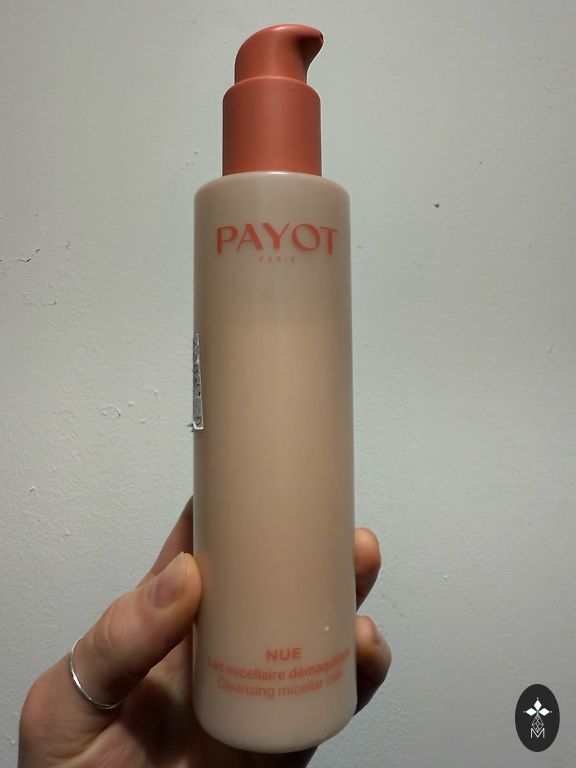 PAYOT
PARIS
NUE
Lait micellaire démaquillant
Cleansing micellar milk
M